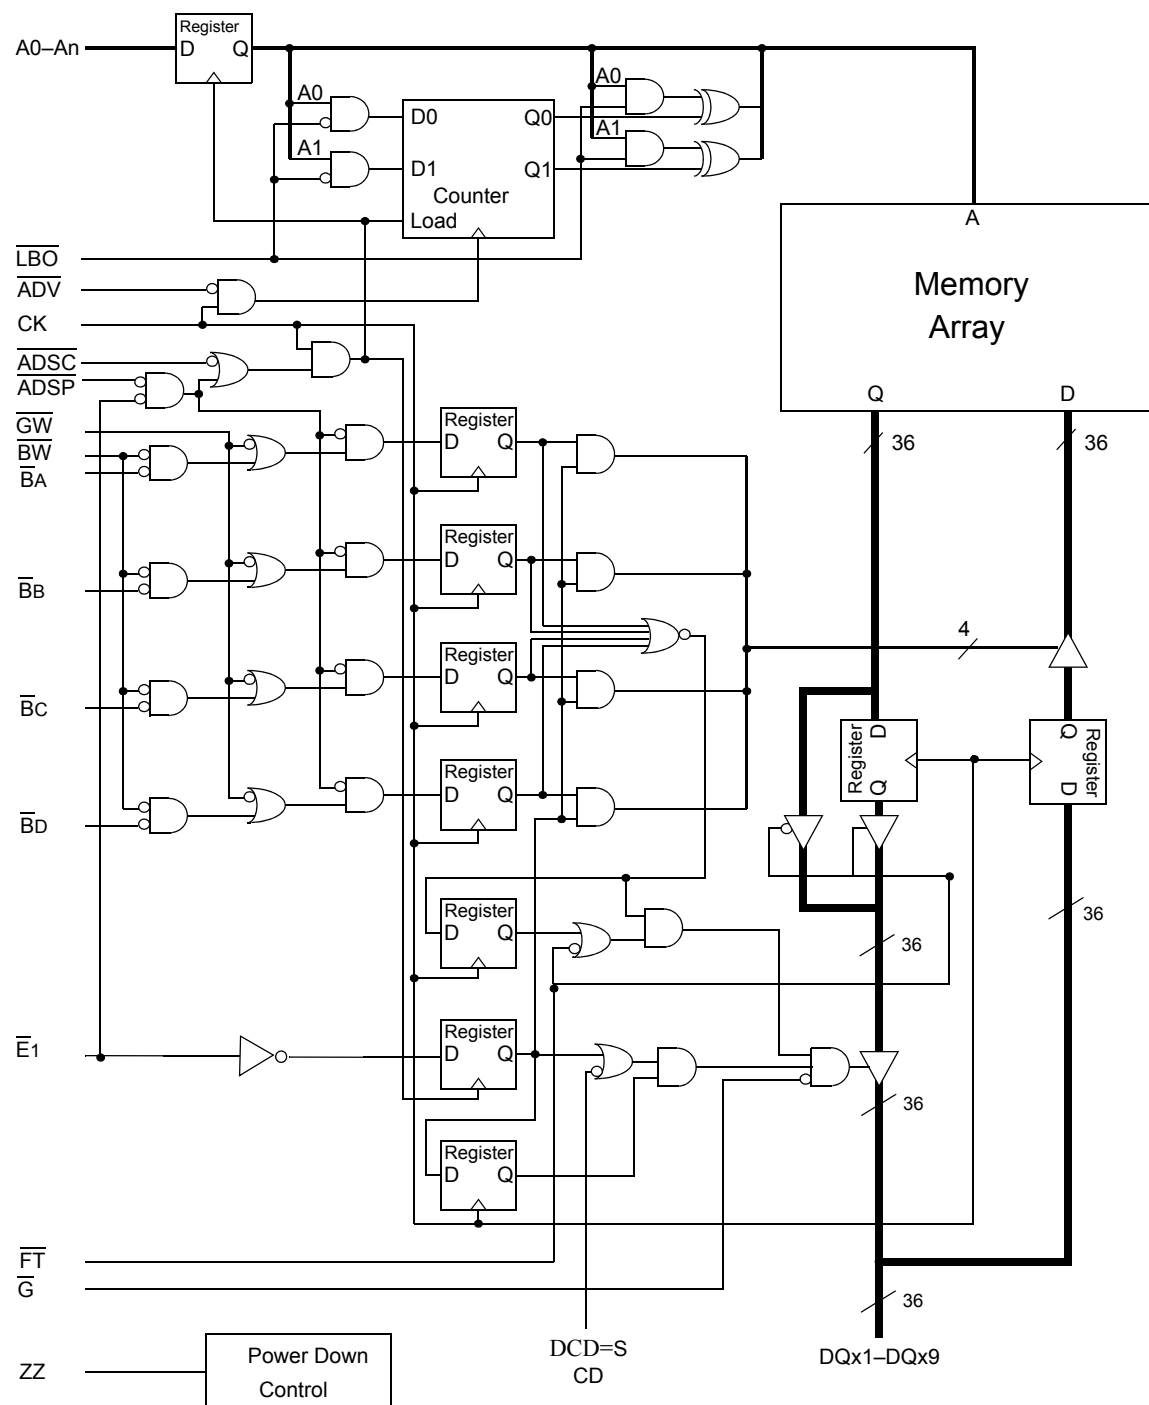 Register
A0–An
D Q
A0
A0
D0 Q0
A1
A1
D1 Q1
Counter
Load
A
LBO
ADV
Memory
CK
Array
ADSC
ADSP
Q D
GW
Register
BW
D Q
36 36
BA
Register
D Q
BB
4
Register
D Q
BC
Register
D
Q
Q
Register
D
Register
D Q
BD
Register
D Q
36
36
Register
E1
D Q
36
Register
D Q
FT
G
36
DCD=S
CD
DQx1–DQx9
ZZ
Power Down
Control